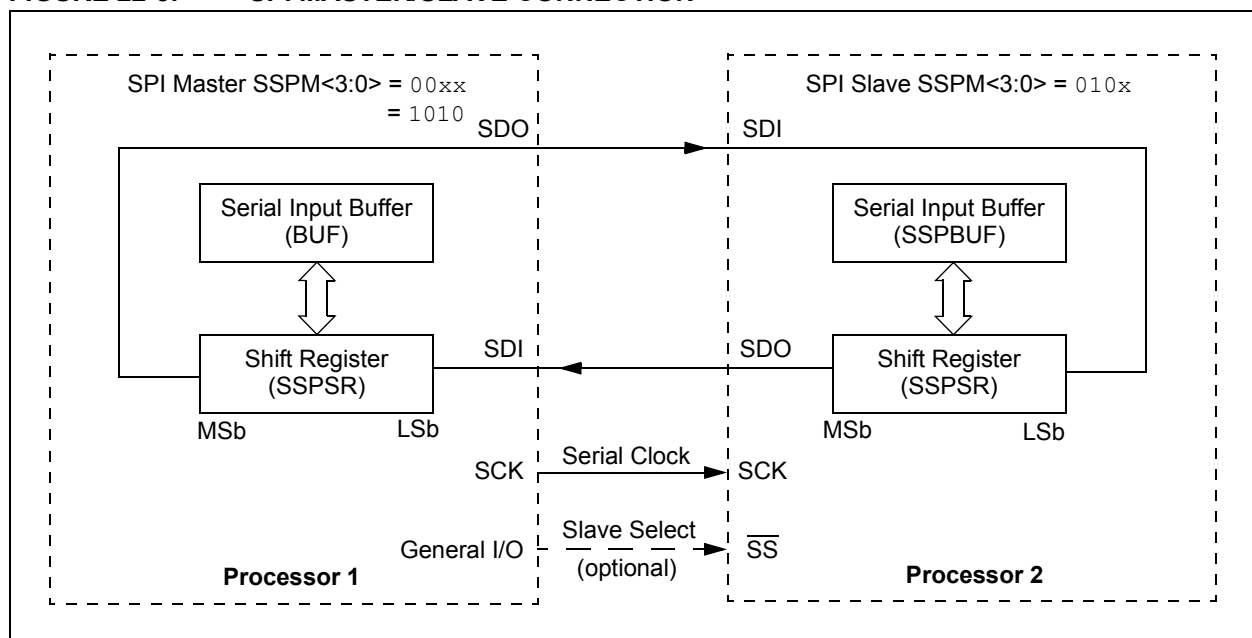 SPI Master SSPM<3:0> = 00xx
= 1010
SDO
Serial Input Buffer
(BUF)
Shift Register
(SSPSR)
MSb
LSb
SDI
SCK
General I/O
Processor 1
Serial Clock
Slave Select
(optional)
SPI Slave SSPM<3:0> = 010x
SDI
Serial Input Buffer
(SSPBUF)
SDO
Shift Register
(SSPSR)
MSb
LSb
SCK
SS
Processor 2